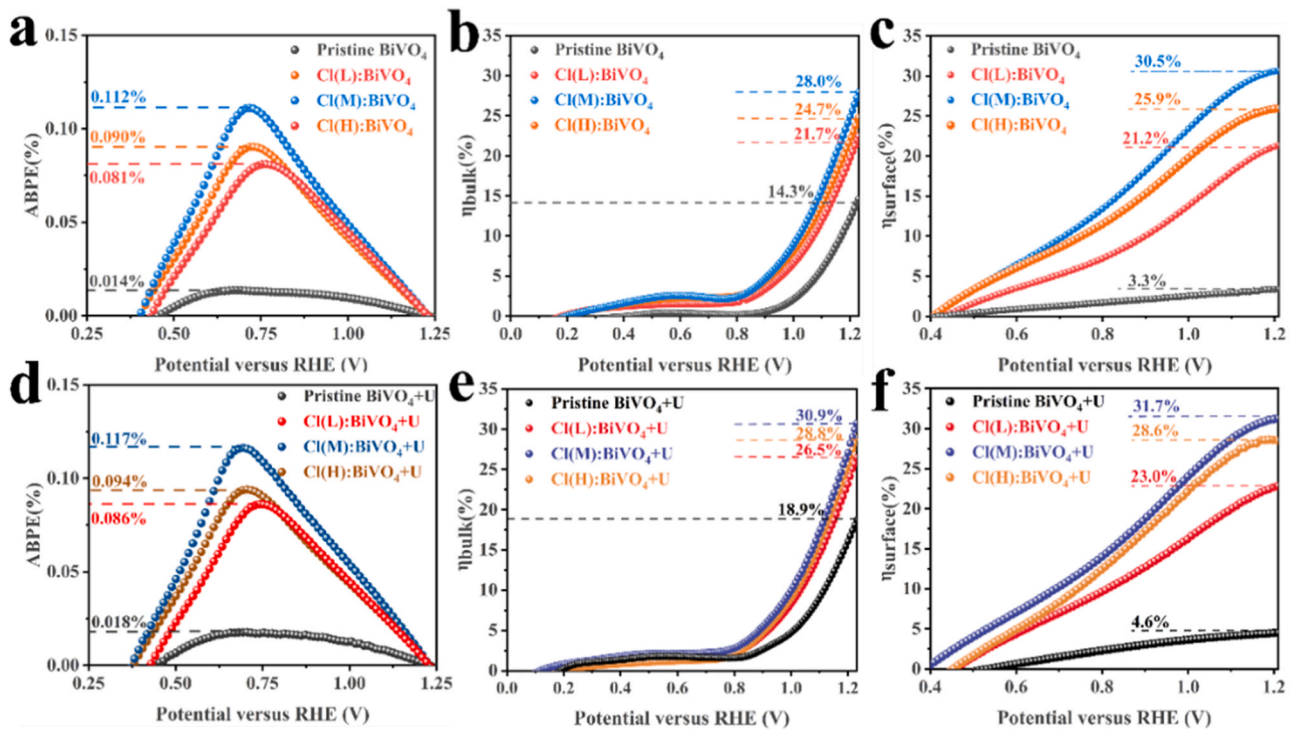 a
ABPE(%)
0.15
0.10
0.05
0.00
0.112%
0.090%
0.081%
0.014%
Pristine BiVO₄
Cl(L):BiVO₄
Cl(M):BiVO₄
Cl(H):BiVO₄
0.25 0.50 0.75 1.00 1.25
Potential versus RHE (V)
b
ηbulk(%)
35
30
25
20
15
10
5
0
Pristine BiVO₄
Cl(L):BiVO₄
Cl(M):BiVO₄
Cl(H):BiVO₄
28.0%
24.7%
21.7%
14.3%
0.0 0.2 0.4 0.6 0.8 1.0 1.2
Potential versus RHE (V)
c
ηsurface(%)
35
30
25
20
15
10
5
0
Pristine BiVO₄
Cl(L):BiVO₄
Cl(M):BiVO₄
Cl(H):BiVO₄
30.5%
25.9%
21.2%
3.3%
0.4 0.6 0.8 1.0 1.2
Potential versus RHE (V)
d
ABPE(%)
0.15
0.10
0.05
0.00
0.117%
0.094%
0.086%
0.018%
Pristine BiVO₄+U
Cl(L):BiVO₄+U
Cl(M):BiVO₄+U
Cl(H):BiVO₄+U
0.25 0.50 0.75 1.00 1.25
Potential versus RHE (V)
e
ηbulk(%)
35
30
25
20
15
10
5
0
Pristine BiVO₄+U
Cl(L):BiVO₄+U
Cl(M):BiVO₄+U
Cl(H):BiVO₄+U
30.9%
28.8%
26.5%
18.9%
0.0 0.2 0.4 0.6 0.8 1.0 1.2
Potential versus RHE (V)
f
ηsurface(%)
35
30
25
20
15
10
5
0
Pristine BiVO₄+U
Cl(L):BiVO₄+U
Cl(M):BiVO₄+U
Cl(H):BiVO₄+U
31.7%
28.6%
23.0%
4.6%
0.4 0.6 0.8 1.0 1.2
Potential versus RHE (V)